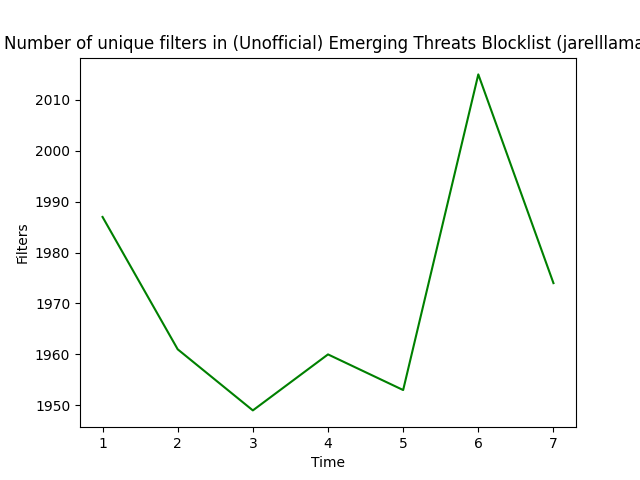 Number of unique filters in (Unofficial) Emerging Threats Blocklist (jarelllama
2010
2000
1990
1980
1970
1960
1950
Filters
1 2 3 4 5 6 7
Time